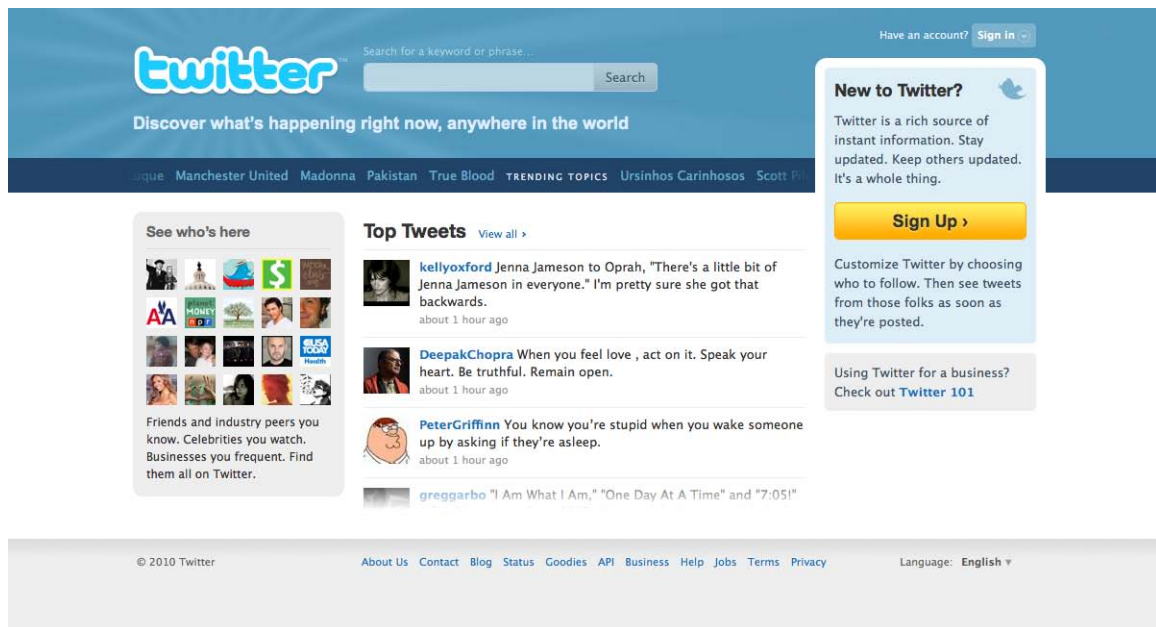 Have an account? Sign in
twitter™
Search for a keyword or phrase...
Search
Discover what's happening right now, anywhere in the world
Manchester United Madonna Pakistan True Blood TRENDING TOPICS Ursinhos Carinhosos Scott
New to Twitter?
Twitter is a rich source of
instant information. Stay
updated. Keep others updated.
It's a whole thing.
Sign Up ›
Customize Twitter by choosing
who to follow. Then see tweets
from those folks as soon as
they're posted.
Using Twitter for a business?
Check out Twitter 101
See who's here
planet
MONEY
npr
USA
TODAY
Health
Friends and industry peers you
know. Celebrities you watch.
Businesses you frequent. Find
them all on Twitter.
Top Tweets View all ›
kellyoxford Jenna Jameson to Oprah, "There's a little bit of
Jenna Jameson in everyone." I'm pretty sure she got that
backwards.
about 1 hour ago
DeepakChopra When you feel love , act on it. Speak your
heart. Be truthful. Remain open.
about 1 hour ago
PeterGriffinn You know you're stupid when you wake someone
up by asking if they're asleep.
about 1 hour ago
greggarbo "I Am What I Am," "One Day At A Time" and "7:05!"
© 2010 Twitter
About Us Contact Blog Status Goodies API Business Help Jobs Terms Privacy
Language: English